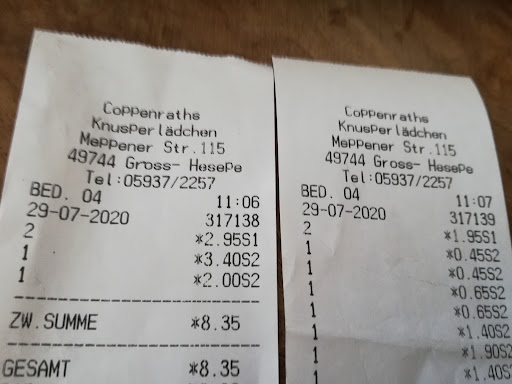 Coppenraths
Knusperlädchen
Meppener Str.115
49744 Gross- Hesepe
Tel:05937/2257
BED. 04 11:06
29-07-2020 317138
2 *2.95S1
1 *3.40S2
1 *2.00S2
ZW.SUMME *8.35
GESAMT *8.35
Coppenraths
Knusperlädchen
Meppener Str.115
49744 Gross- Hesepe
Tel:05937/2257
BED. 04 11:07
29-07-2020 317139
2 *1.95S1
1 *0.45S2
1 *0.45S2
1 *0.65S2
1 *0.65S2
1 *1.40S2
1 *1.90S2
1 *1.40S